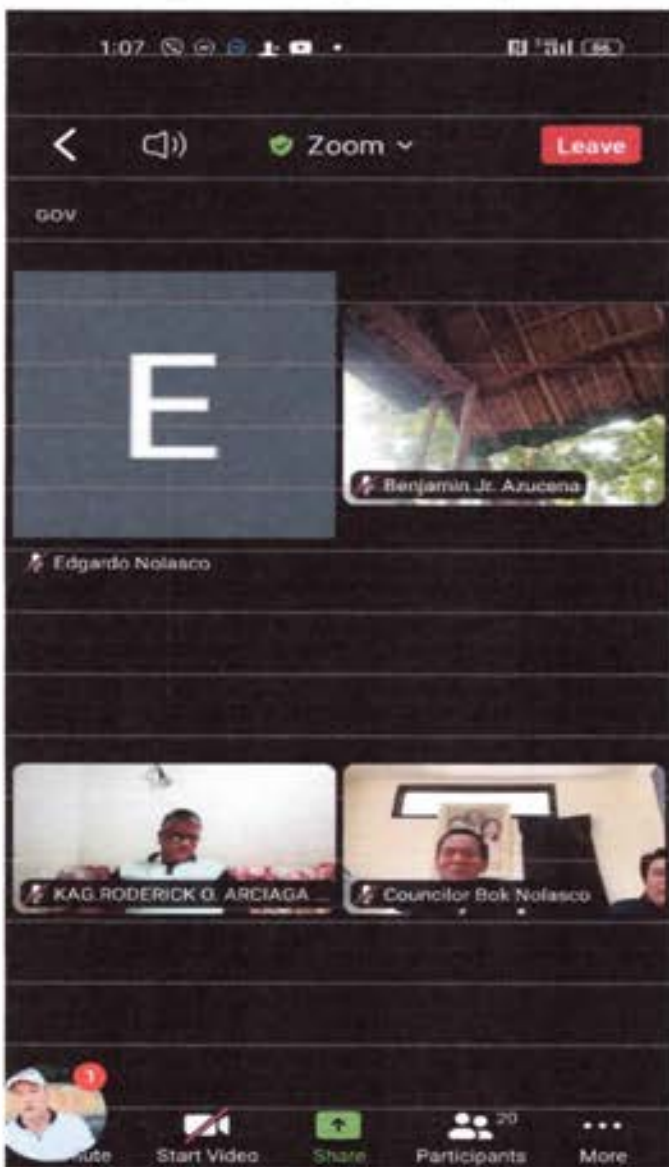 1:07
Zoom Leave
GOV
E
Benjamin Jr. Azucena
Edgardo Nolasco
KAG.RODERICK O. ARCIAGA
Councilor Bok Nolasco
1
20
ute Start Video Share Participants More